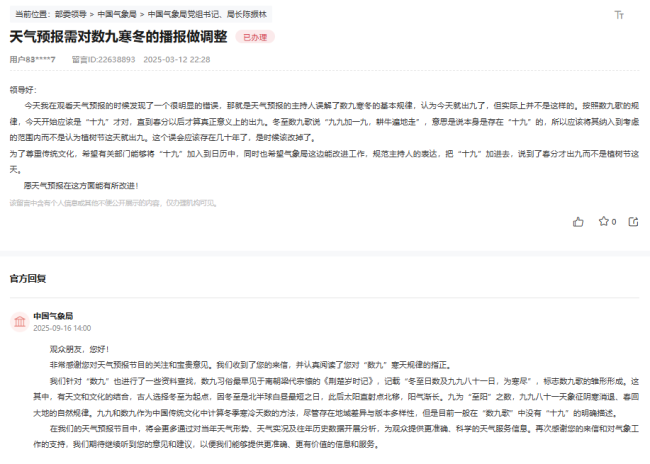 当前位置：部委领导 > 中国气象局 > 中国气象局党组书记、局长陈振林
天气预报需对数九寒冬的播报做调整 已办理
用户83****7 留言ID:22638893 2025-03-12 22:28
领导好：
今天我在观看天气预报的时候发现了一个很明显的错误，那就是天气预报的主持人误解了数九寒冬的基本规律，认为今天就出九了，但实际上并不是这样的。按照数九歌的规
律，今天开始应该是“十九”才对，直到春分以后才算真正意义上的出九。冬至数九歌说“九九加一九，耕牛遍地走”，意思是说本身是存在“十九”的，所以应该将其纳入到考虑
的范围内而不是认为植树节这天就出九。这个误会应该存在几十年了，是时候该改掉了。
为了尊重传统文化，希望有关部门能够将“十九”加入到日历中，同时也希望气象局这边能改进工作，规范主持人的表达，把“十九”加进去，说到了春分才出九而不是植树节这
天。
愿天气预报在这方面能有所改进！
该留言中含有个人信息或其他不便公开展示的内容，仅办理机构可见。
0
官方回复
中国气象局
2025-09-16 14:00
观众朋友，您好！
非常感谢您对天气预报节目的关注和宝贵意见。我们收到了您的来信，并认真阅读了您对“数九”寒天规律的指正。
我们针对“数九”也进行了一些资料查找，数九习俗最早见于南朝梁代宗懔的《荆楚岁时记》，记载“冬至日数及九九八十一日，为寒尽”，标志数九歌的雏形形成。这
其中，有天文和文化的结合，古人选择冬至为起点，因冬至是北半球白昼最短之日，此后太阳直射点北移，阳气渐长。九为“至阳”之数，九九八十一天象征阴寒消退、春回
大地的自然规律。九九和数九作为中国传统文化中计算冬季寒冷天数的方法，尽管存在地域差异与版本多样性，但是目前一般在“数九歌”中没有“十九”的明确描述。
在我们的天气预报节目中，将会更多通过对当年天气形势、天气实况及往年历史数据开展分析，为观众提供更准确、科学的天气服务信息。再次感谢您的来信和对气象工
作的支持，我们期待继续听到您的意见和建议，以便我们能够提供更准确、更有价值的信息和服务。